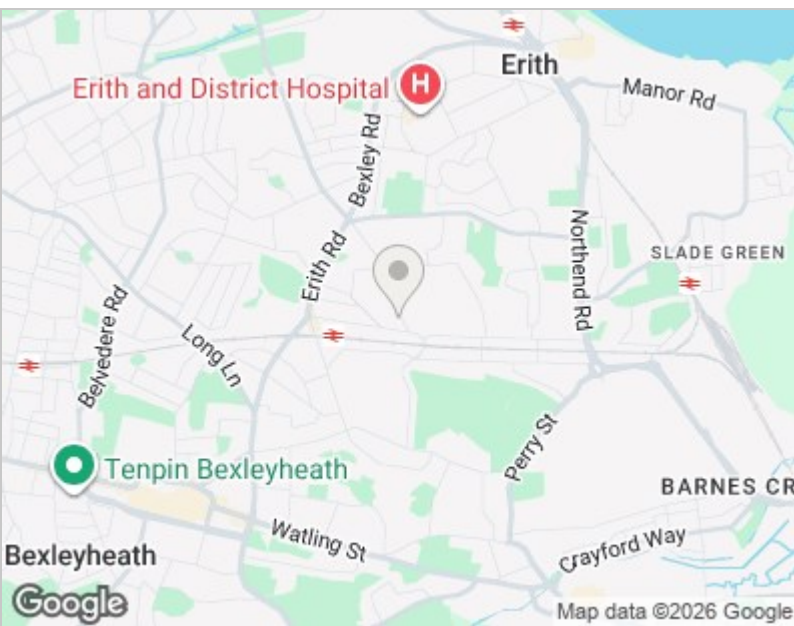 Erith
Erith and District Hospital
H
Manor Rd
Bexley Rd
Northend Rd
Erith Rd
SLADE GREEN
Belvedere Rd
Long Ln
Perry St
Tenpin Bexleyheath
BARNES CR
Watling St
Bexleyheath
Crayford Way
Google
Map data ©2026 Google